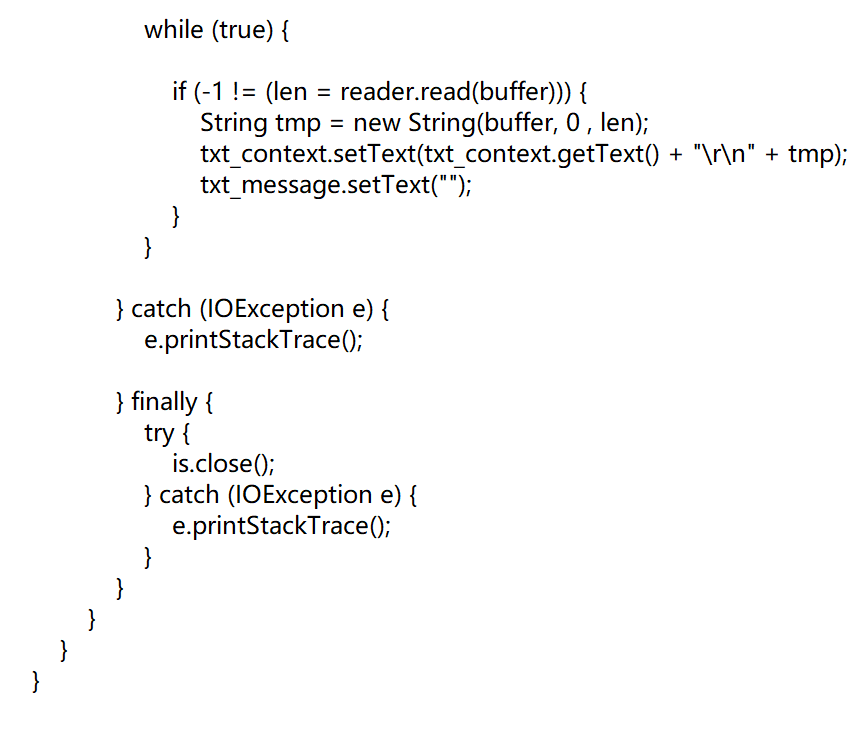 while (true) {
if (-1 != (len = reader.read(buffer))) {
String tmp = new String(buffer, 0 , len);
txt_context.setText(txt_context.getText() + "\r\n" + tmp);
txt_message.setText("");
}
}
} catch (IOException e) {
e.printStackTrace();
} finally {
try {
is.close();
} catch (IOException e) {
e.printStackTrace();
}
}
}
}
}